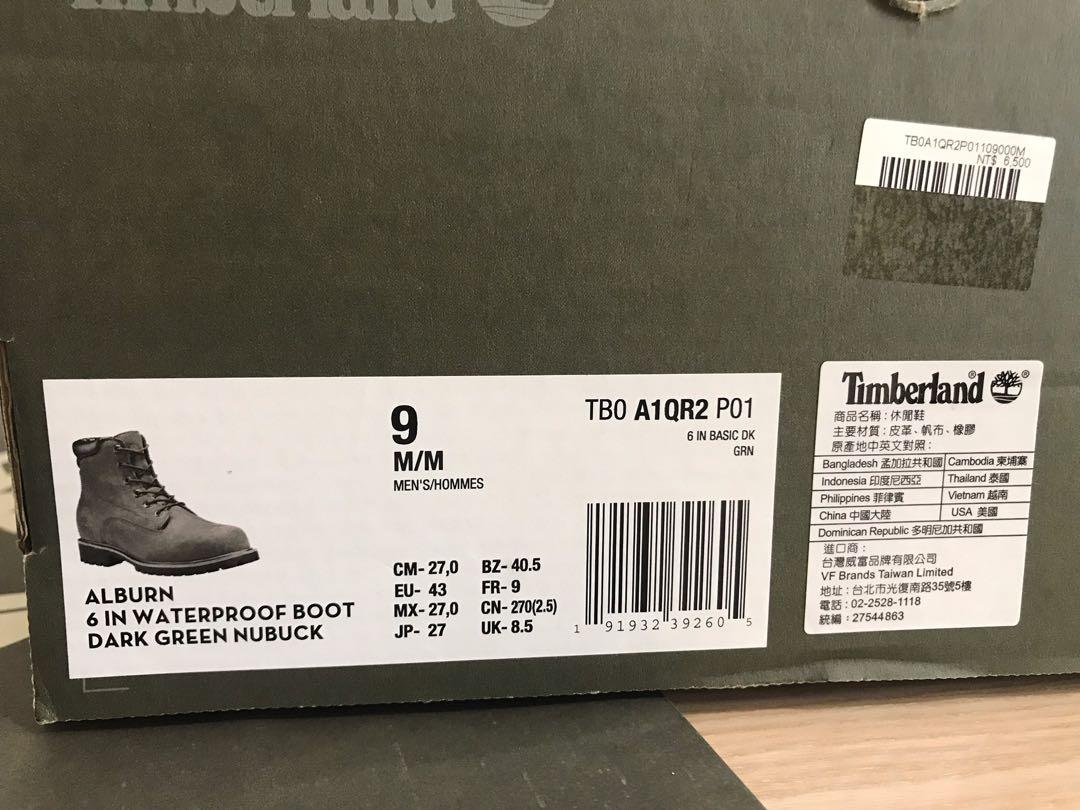 Timberland
TB0A1QR2P01109000M
NT$ 6,500
9
M/M
MEN'S/HOMMES
TB0 A1QR2 P01
6 IN BASIC DK
GRN
ALBURN
6 IN WATERPROOF BOOT
DARK GREEN NUBUCK
CM- 27,0 BZ- 40.5
EU- 43 FR- 9
MX- 27,0 CN- 270(2.5)
JP- 27 UK- 8.5
1 91932 39260 5
Timberland®
商品名稱：休閒鞋
主要材質：皮革、帆布、橡膠
原產地中英文對照：
Bangladesh 孟加拉共和國 Cambodia 柬埔寨
Indonesia 印度尼西亞 Thailand 泰國
Philippines 菲律賓 Vietnam 越南
China 中國大陸 USA 美國
Dominican Republic 多明尼加共和國
進口商：
台灣威富品牌有限公司
VF Brands Taiwan Limited
地址：台北市光復南路35號5樓
電話：02-2528-1118
統編：27544863